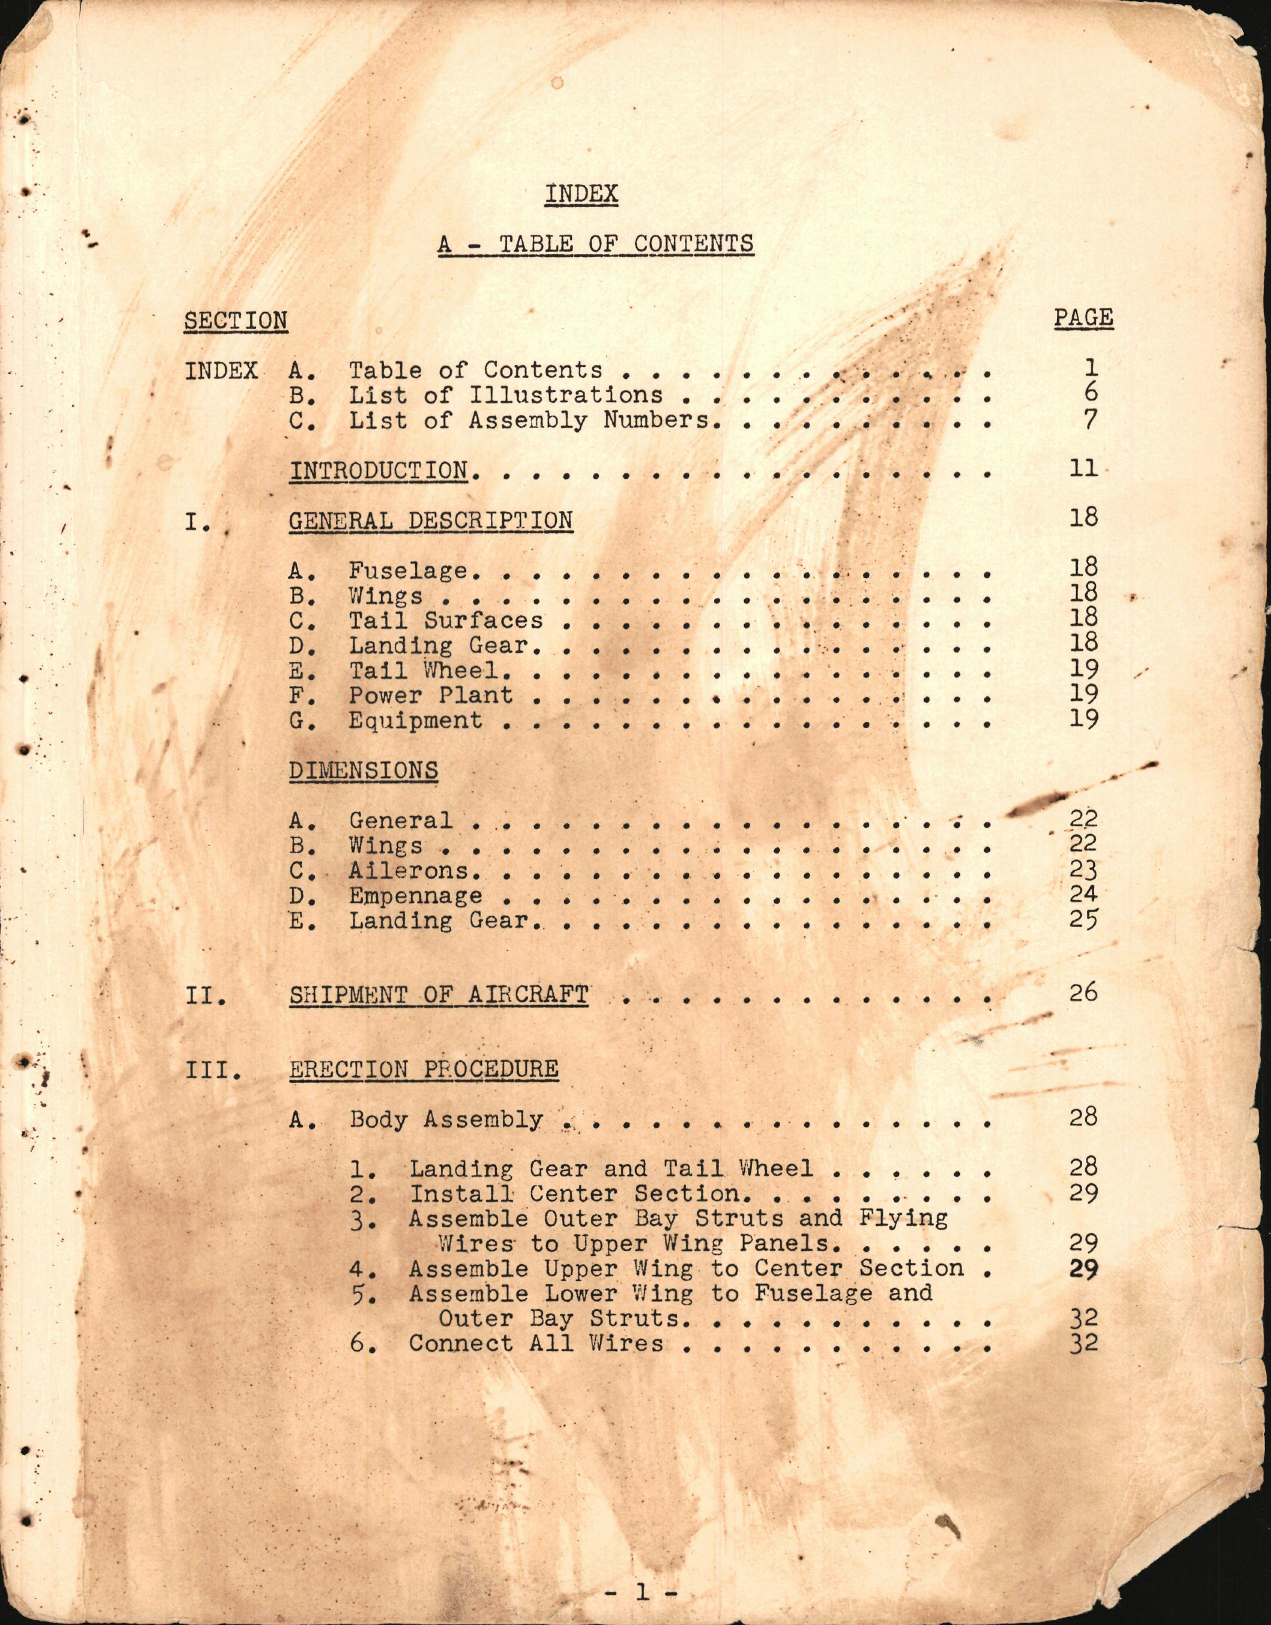 INDEX
A - TABLE OF CONTENTS
SECTION PAGE
INDEX A. Table of Contents . . . . . . . . . . . . . 1
B. List of Illustrations . . . . . . . . . . . 6
C. List of Assembly Numbers. . . . . . . . . . 7
INTRODUCTION. . . . . . . . . . . . . . . . . . 11
I. GENERAL DESCRIPTION 18
A. Fuselage. . . . . . . . . . . . . . . . . . 18
B. Wings . . . . . . . . . . . . . . . . . . . 18
C. Tail Surfaces . . . . . . . . . . . . . . . 18
D. Landing Gear. . . . . . . . . . . . . . . . 18
E. Tail Wheel. . . . . . . . . . . . . . . . . 19
F. Power Plant . . . . . . . . . . . . . . . . 19
G. Equipment . . . . . . . . . . . . . . . . . 19
DIMENSIONS
A. General . . . . . . . . . . . . . . . . . . 22
B. Wings . . . . . . . . . . . . . . . . . . . 22
C. Ailerons. . . . . . . . . . . . . . . . . . 23
D. Empennage . . . . . . . . . . . . . . . . . 24
E. Landing Gear. . . . . . . . . . . . . . . . 25
II. SHIPMENT OF AIRCRAFT . . . . . . . . . . . . . 26
III. ERECTION PROCEDURE
A. Body Assembly . . . . . . . . . . . . . . . 28
1. Landing Gear and Tail Wheel . . . . . . 28
2. Install Center Section. . . . . . . . . 29
3. Assemble Outer Bay Struts and Flying
Wires to Upper Wing Panels. . . . . . 29
4. Assemble Upper Wing to Center Section . 29
5. Assemble Lower Wing to Fuselage and
Outer Bay Struts. . . . . . . . . . . 32
6. Connect All Wires . . . . . . . . . . . 32
- 1 -